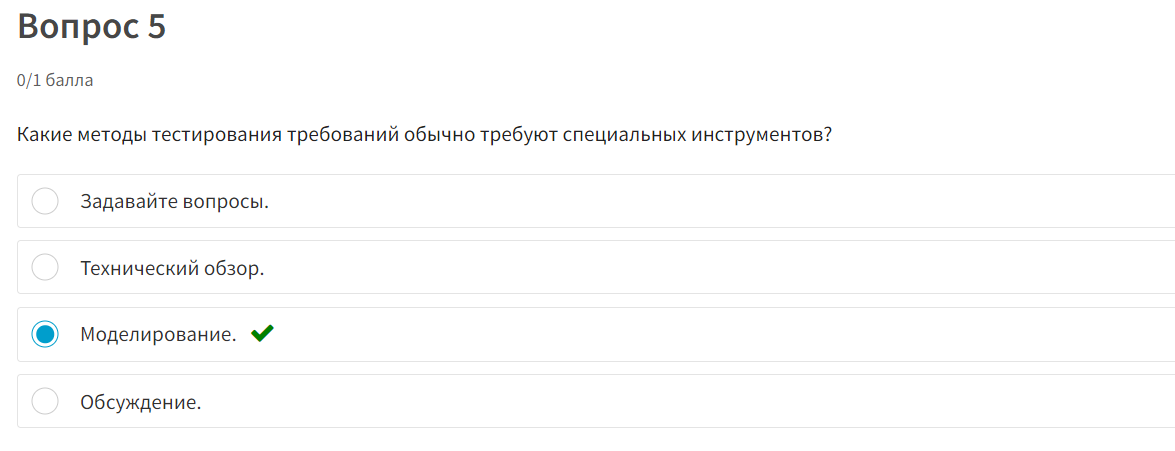 Вопрос 5
0/1 балла
Какие методы тестирования требований обычно требуют специальных инструментов?
Задавайте вопросы.
Технический обзор.
Моделирование.
Обсуждение.